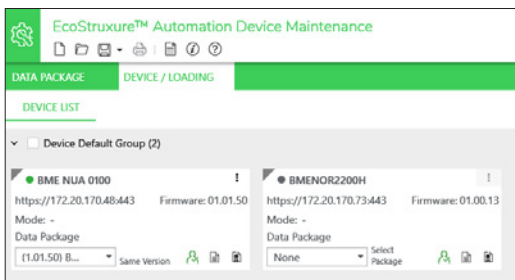 EcoStruxure™ Automation Device Maintenance
DATA PACKAGE DEVICE / LOADING
DEVICE LIST
Device Default Group (2)
BME NUA 0100
https://172.20.170.48:443 Firmware: 01.01.50
Mode: -
Data Package
(1.01.50) B... Same Version
BMENOR2200H
https://172.20.170.73:443 Firmware: 01.00.13
Mode: -
Data Package
None Select Package